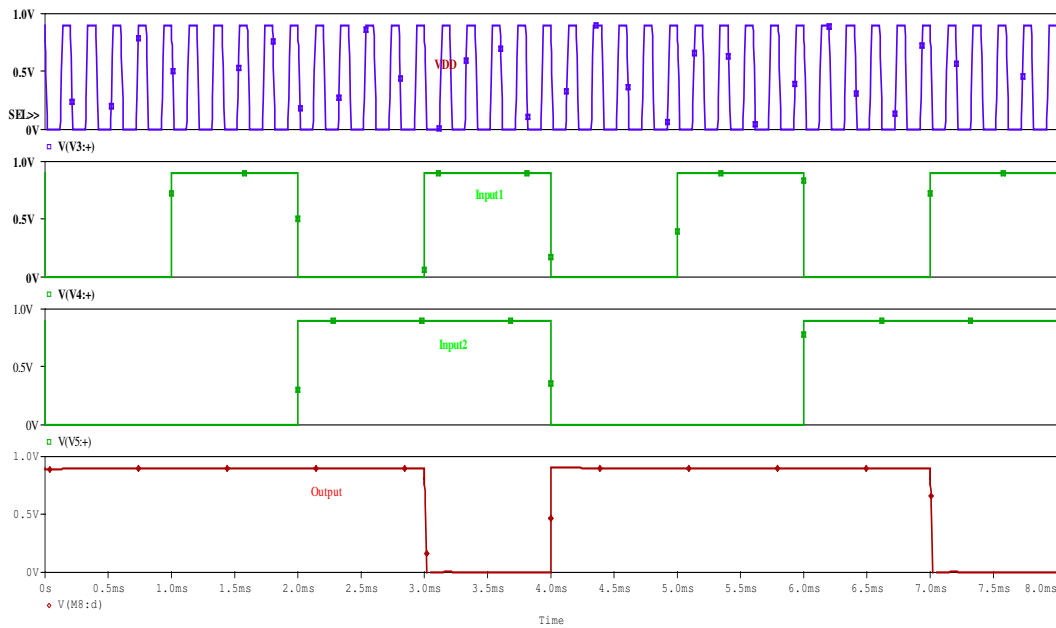 1.0V
VDD
0.5V
SEL>>
0V
V(V3:+)
1.0V
Input1
0.5V
0V
V(V4:+)
1.0V
Input2
0.5V
0V
V(V5:+)
1.0V
Output
0.5V
0V
0s 0.5ms 1.0ms 1.5ms 2.0ms 2.5ms 3.0ms 3.5ms 4.0ms 4.5ms 5.0ms 5.5ms 6.0ms 6.5ms 7.0ms 7.5ms 8.0ms
V(M8:d)
Time